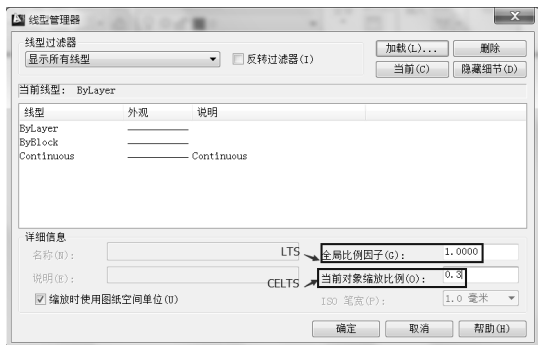 线型管理器
线型过滤器
显示所有线型
反转过滤器(I)
加载(L)... 删除
当前(C) 隐藏细节(D)
当前线型: ByLayer
线型 外观 说明
ByLayer
ByBlock
Continuous Continuous
详细信息
名称(N): LTS 全局比例因子(G): 1.0000
说明(E): CELTS 当前对象缩放比例(O): 0.3
缩放时使用图纸空间单位(U) ISO 笔宽(P): 1.0 毫米
确定 取消 帮助(H)